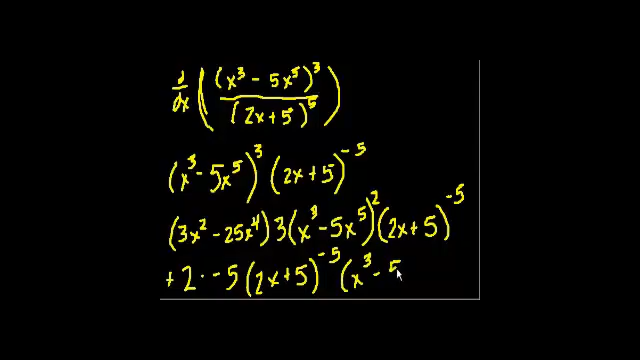 d/dx ( (x³ - 5x⁵)³ / (2x + 5)⁵ )
(x³ - 5x⁵)³ (2x + 5)⁻⁵
(3x² - 25x⁴) 3(x³ - 5x⁵)² (2x + 5)⁻⁵
+ 2 · -5 (2x + 5)⁻⁵ (x³ - 5